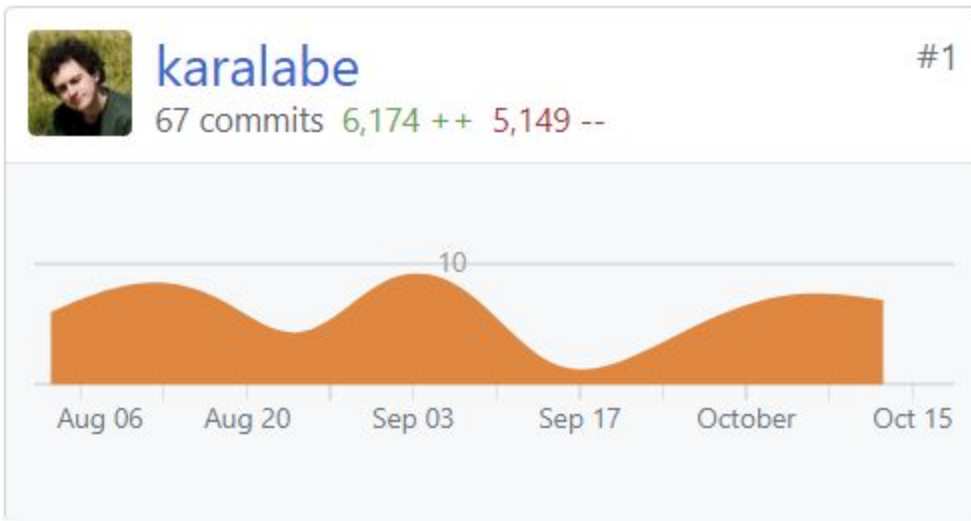 karalabe
#1
67 commits 6,174 ++ 5,149 --
10
Aug 06 Aug 20 Sep 03 Sep 17 October Oct 15